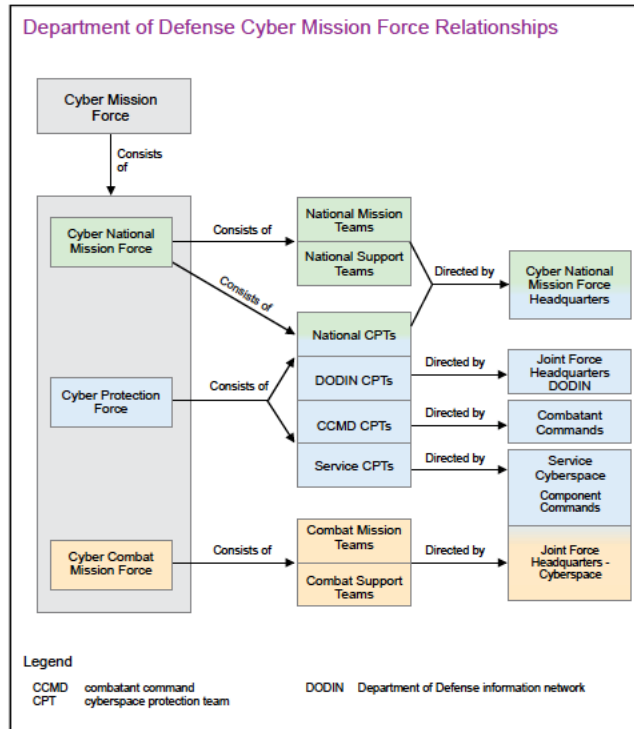 Department of Defense Cyber Mission Force Relationships
Cyber Mission
Force
Consists
of
Cyber National
Mission Force
Consists of
National Mission
Teams
National Support
Teams
Directed by
Cyber National
Mission Force
Headquarters
Consists of
National CPTs
Cyber Protection
Force
Consists of
DODIN CPTs
Directed by
Joint Force
Headquarters
DODIN
CCMD CPTs
Directed by
Combatant
Commands
Service CPTs
Directed by
Service
Cyberspace
Component
Commands
Cyber Combat
Mission Force
Consists of
Combat Mission
Teams
Combat Support
Teams
Directed by
Joint Force
Headquarters -
Cyberspace
Legend
CCMD combatant command
CPT cyberspace protection team
DODIN Department of Defense information network